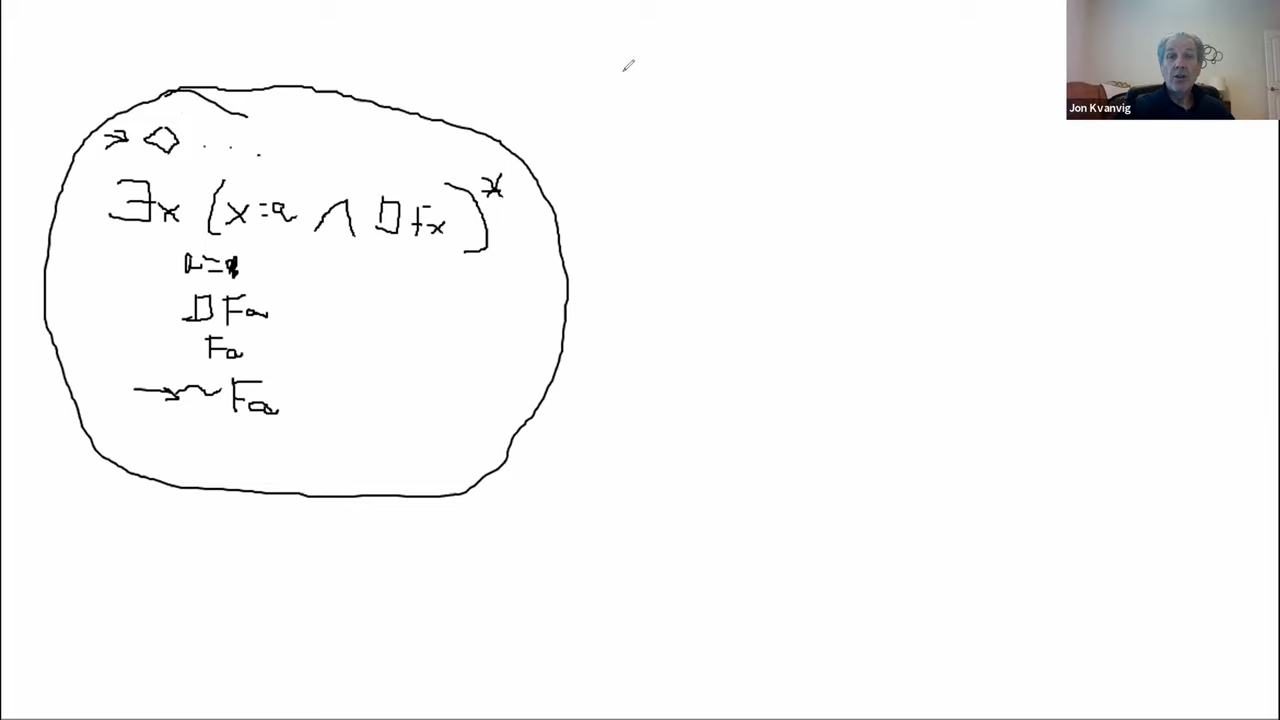 Jon Kvanvig
→ ◇ . . .
∃x (x=a ∧ □Fx)*
□Fa
Fa
→ ~Fa